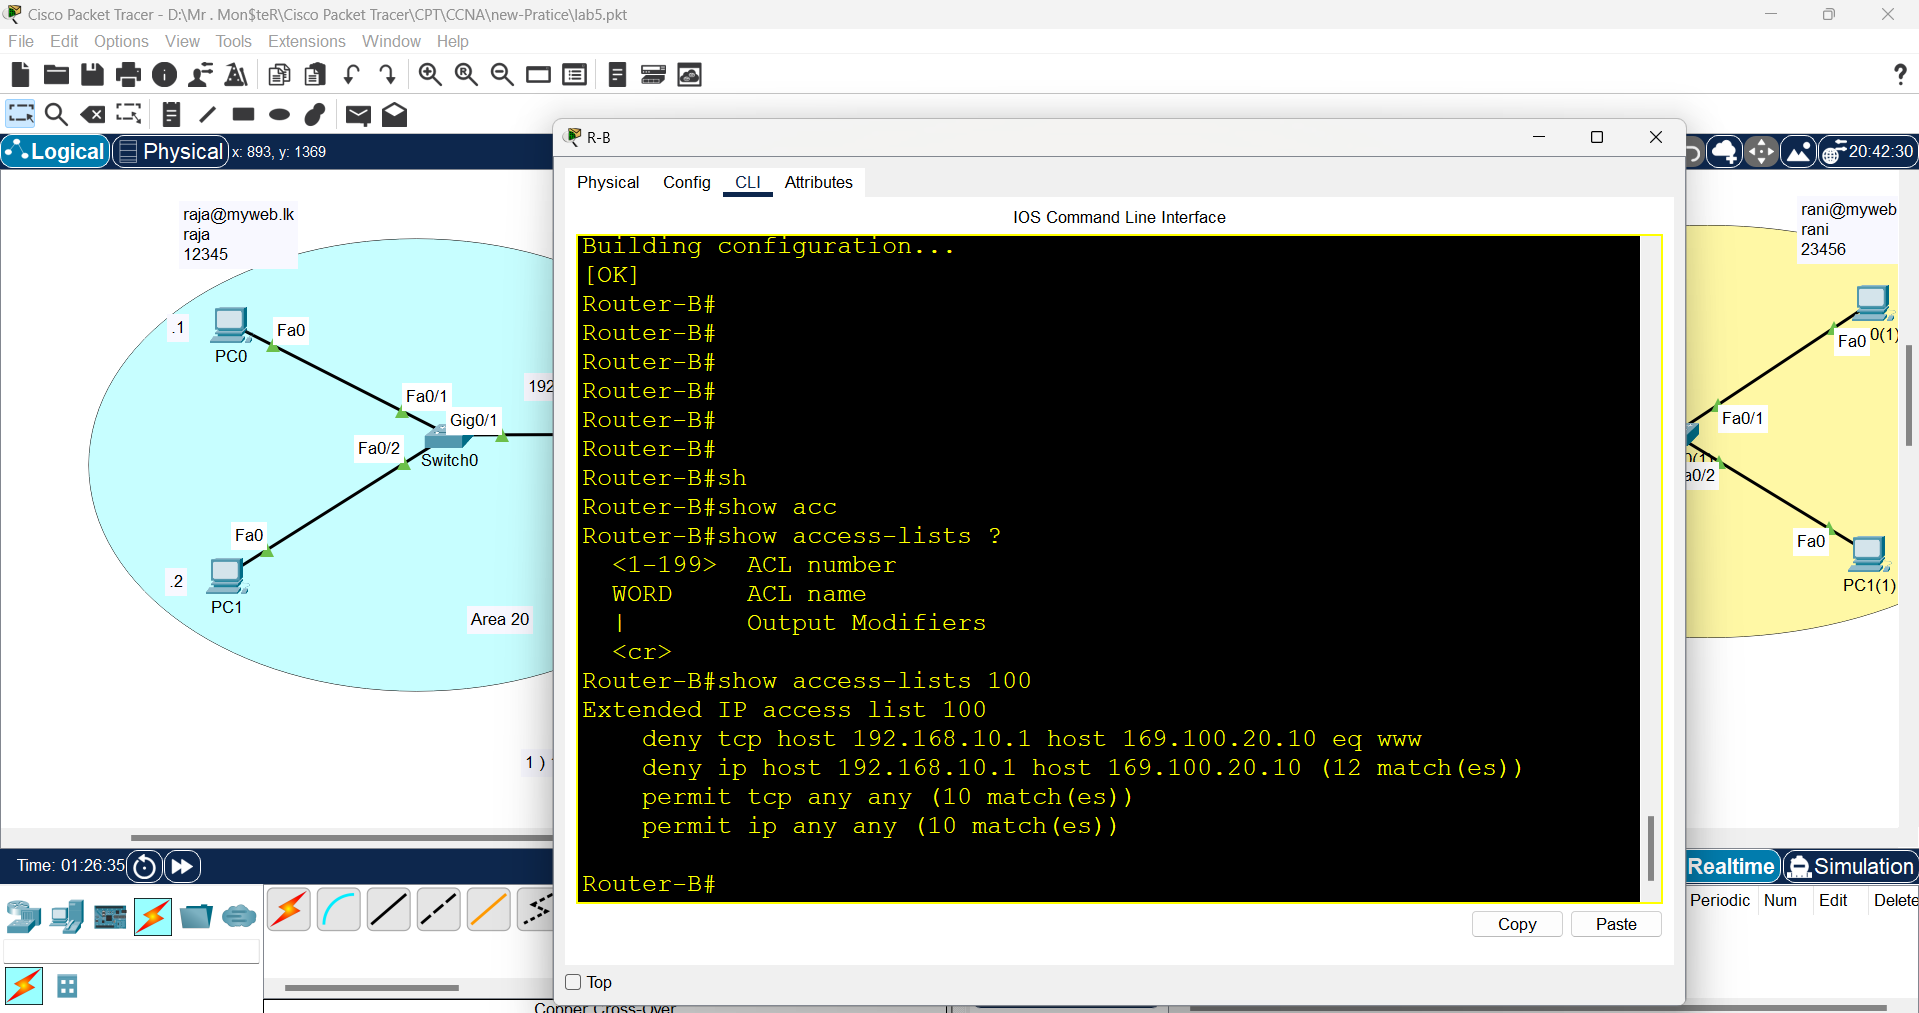 Cisco Packet Tracer - D:\Mr . Mon$teR\Cisco Packet Tracer\CPT\CCNA\new-Pratice\lab5.pkt
File Edit Options View Tools Extensions Window Help
?
Logical Physical x: 893, y: 1369
20:42:30
raja@myweb.lk
raja
12345
.1
PC0
Fa0
Fa0/1
Gig0/1
Fa0/2
Switch0
192
Fa0
.2
PC1
Area 20
1 )
R-B
Physical Config CLI Attributes
IOS Command Line Interface
Building configuration...
[OK]
Router-B#
Router-B#
Router-B#
Router-B#
Router-B#
Router-B#
Router-B#sh
Router-B#show acc
Router-B#show access-lists ?
<1-199> ACL number
WORD ACL name
| Output Modifiers
<cr>
Router-B#show access-lists 100
Extended IP access list 100
deny tcp host 192.168.10.1 host 169.100.20.10 eq www
deny ip host 192.168.10.1 host 169.100.20.10 (12 match(es))
permit tcp any any (10 match(es))
permit ip any any (10 match(es))
Router-B#
Copy Paste
Top
rani@myweb
rani
23456
0(1)
Fa0
Fa0/1
a0/2
Fa0
PC1(1)
Time: 01:26:35
Realtime Simulation
Periodic Num Edit Delete
Copper Cross-Over